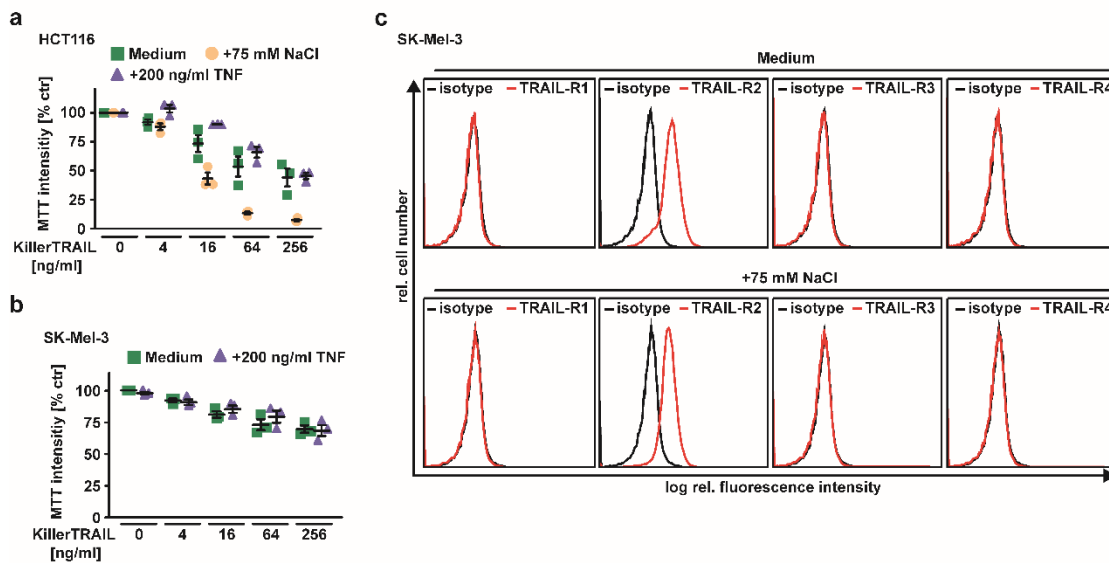 a
HCT116
Medium +75 mM NaCl
+200 ng/ml TNF
MTT intensitiy [% ctr]
100
75
50
25
0
KillerTRAIL 0 4 16 64 256
[ng/ml]
b
SK-Mel-3
Medium +200 ng/ml TNF
MTT intensitiy [% ctr]
100
75
50
25
0
KillerTRAIL 0 4 16 64 256
[ng/ml]
c
SK-Mel-3
Medium
isotype TRAIL-R1 isotype TRAIL-R2 isotype TRAIL-R3 isotype TRAIL-R4
rel. cell number
+75 mM NaCl
isotype TRAIL-R1 isotype TRAIL-R2 isotype TRAIL-R3 isotype TRAIL-R4
log rel. fluorescence intensity